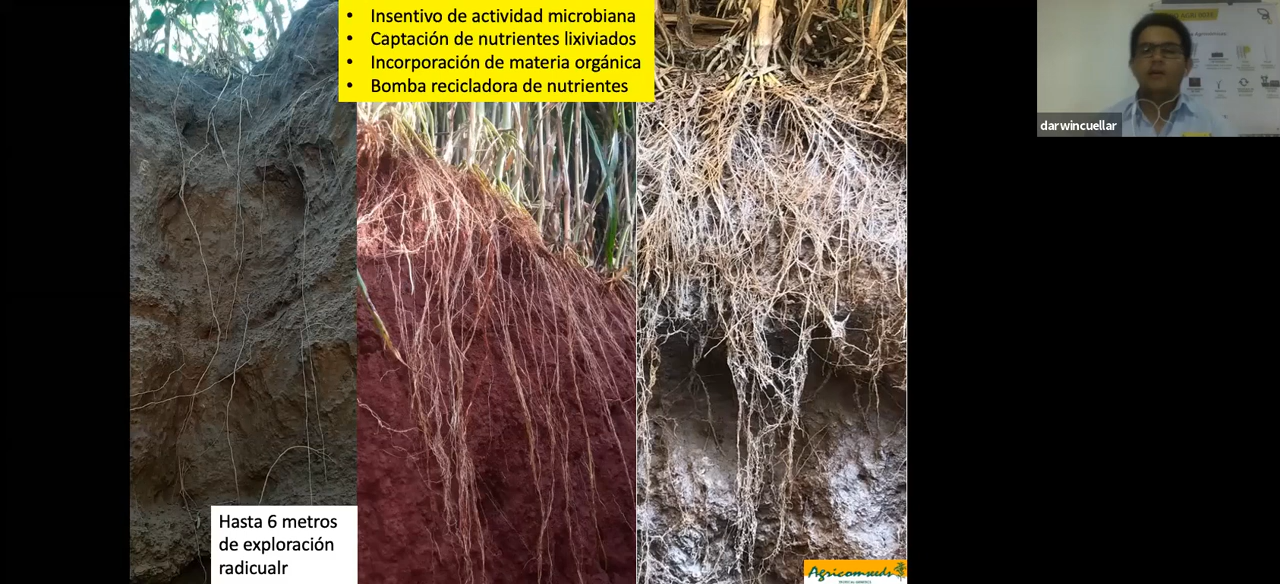 • Insentivo de actividad microbiana
• Captación de nutrientes lixiviados
• Incorporación de materia orgánica
• Bomba recicladora de nutrientes
darwincuellar
Hasta 6 metros
de exploración
radicualr
Agricomseeds